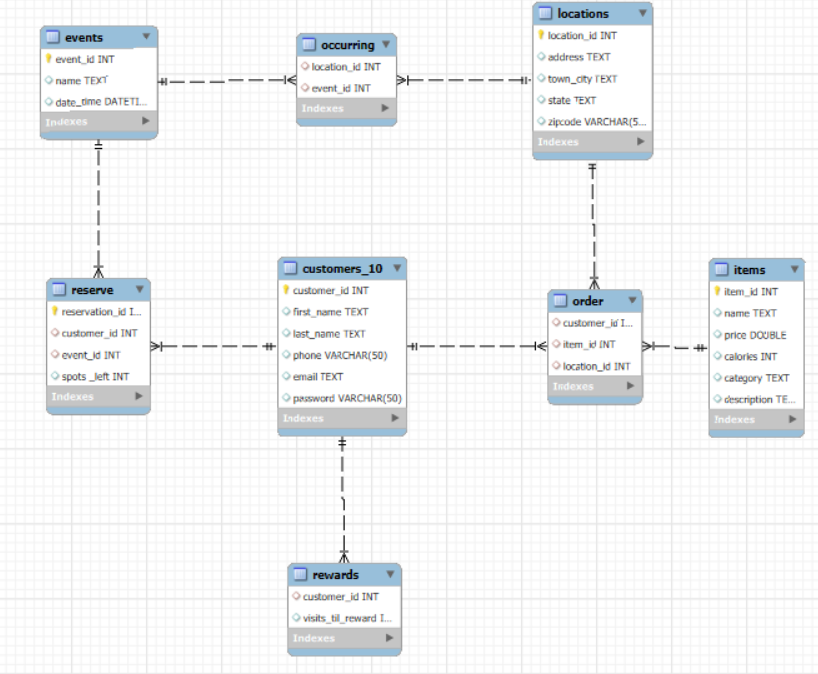 events
event_id INT
name TEXT
date_time DATETI...
Indexes
occurring
location_id INT
event_id INT
Indexes
locations
location_id INT
address TEXT
town_city TEXT
state TEXT
zipcode VARCHAR(5...
Indexes
reserve
reservation_id I...
customer_id INT
event_id INT
spots _left INT
Indexes
customers_10
customer_id INT
first_name TEXT
last_name TEXT
phone VARCHAR(50)
email TEXT
password VARCHAR(50)
Indexes
order
customer_id I...
item_id INT
location_id INT
Indexes
items
item_id INT
name TEXT
price DOUBLE
calories INT
category TEXT
description TE...
Indexes
rewards
customer_id INT
visits_til_reward I...
Indexes